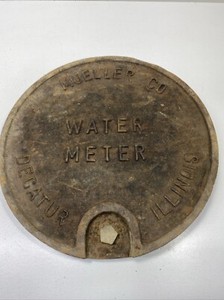 MUELLER CO
WATER
METER
DECATUR ILLINOIS